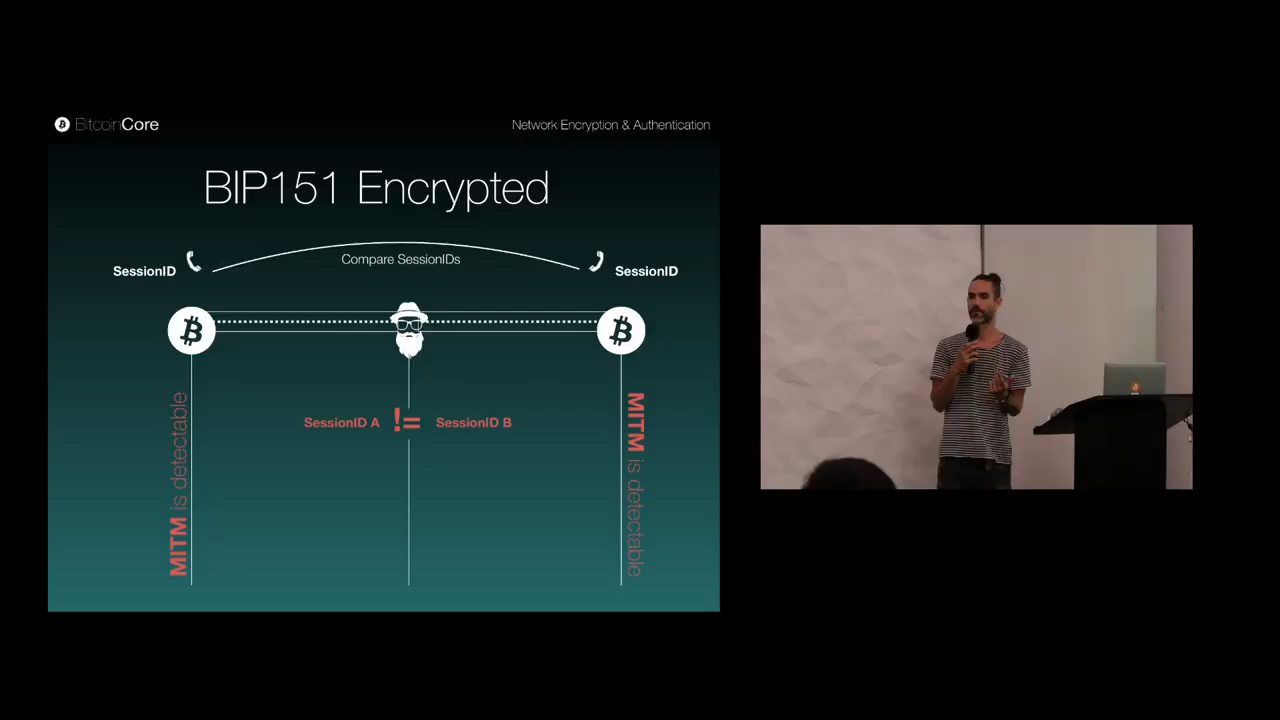 BitcoinCore
Network Encryption & Authentication
BIP151 Encrypted
Compare SessionIDs
SessionID
SessionID
SessionID A != SessionID B
MITM is detectable
MITM is detectable